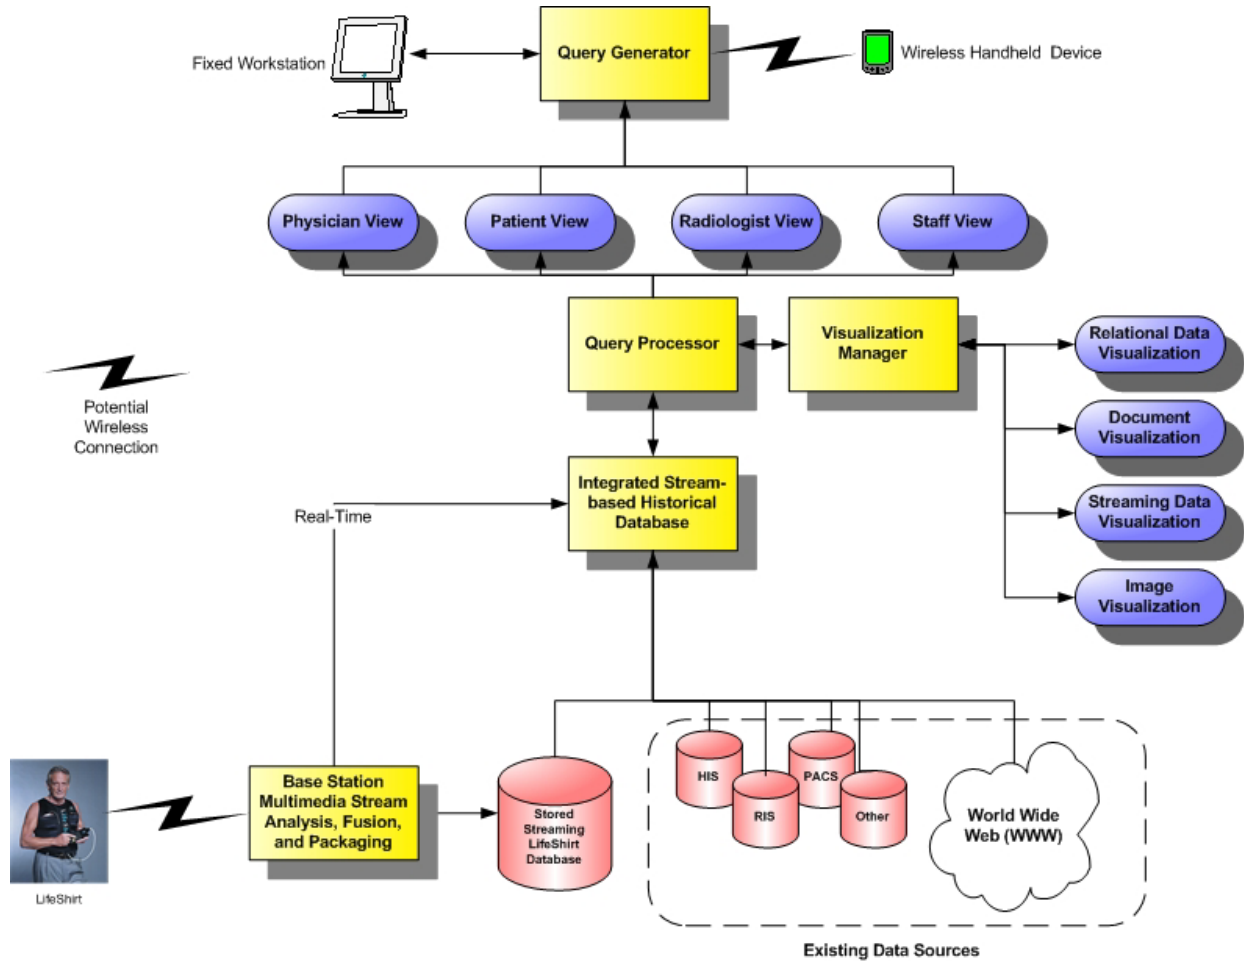 Fixed Workstation
Query Generator
Wireless Handheld Device
Physician View
Patient View
Radiologist View
Staff View
Query Processor
Visualization
Manager
Relational Data
Visualization
Potential
Wireless
Connection
Document
Visualization
Integrated Stream-
based Historical
Database
Streaming Data
Visualization
Real-Time
Image
Visualization
Base Station
Multimedia Stream
Analysis, Fusion,
and Packaging
Stored
Streaming
LifeShirt
Database
HIS
PACS
RIS
Other
World Wide
Web (WWW)
LifeShirt
Existing Data Sources